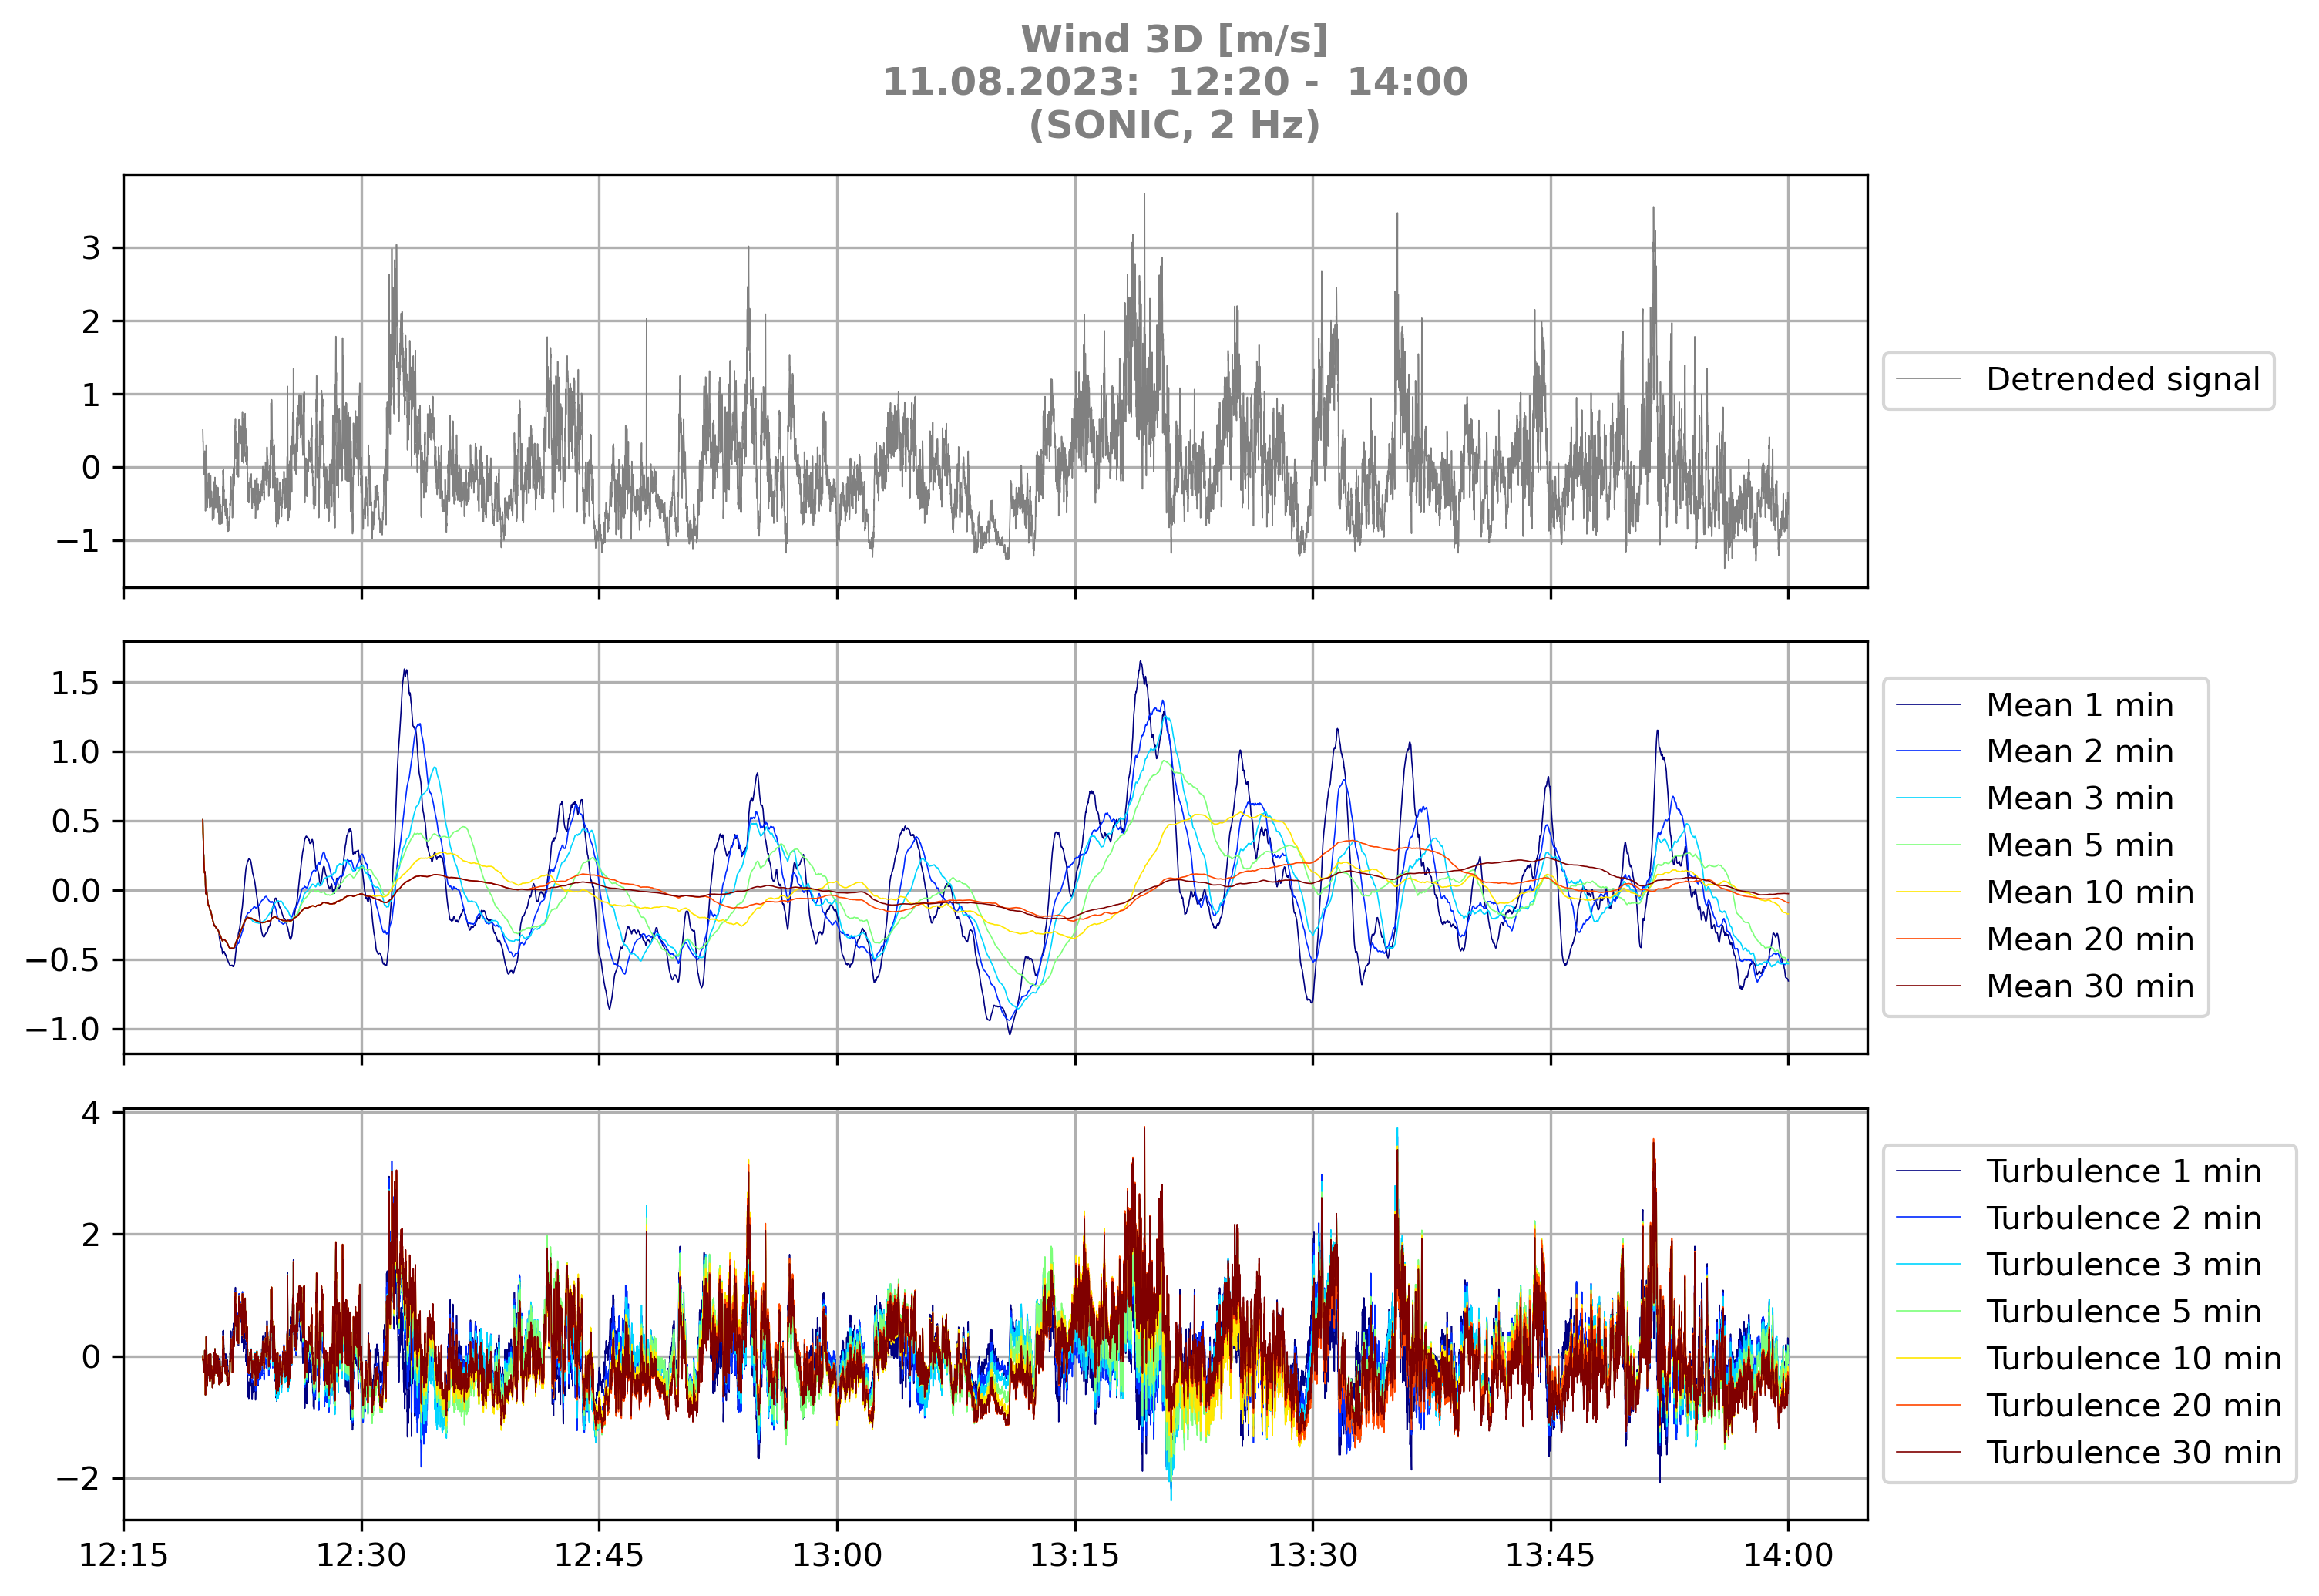 Wind 3D [m/s]
11.08.2023:  12:20 -  14:00
(SONIC, 2 Hz)
3
2
1
0
−1
Detrended signal
1.5
1.0
0.5
0.0
−0.5
−1.0
Mean 1 min
Mean 2 min
Mean 3 min
Mean 5 min
Mean 10 min
Mean 20 min
Mean 30 min
4
2
0
−2
Turbulence 1 min
Turbulence 2 min
Turbulence 3 min
Turbulence 5 min
Turbulence 10 min
Turbulence 20 min
Turbulence 30 min
12:15 12:30 12:45 13:00 13:15 13:30 13:45 14:00